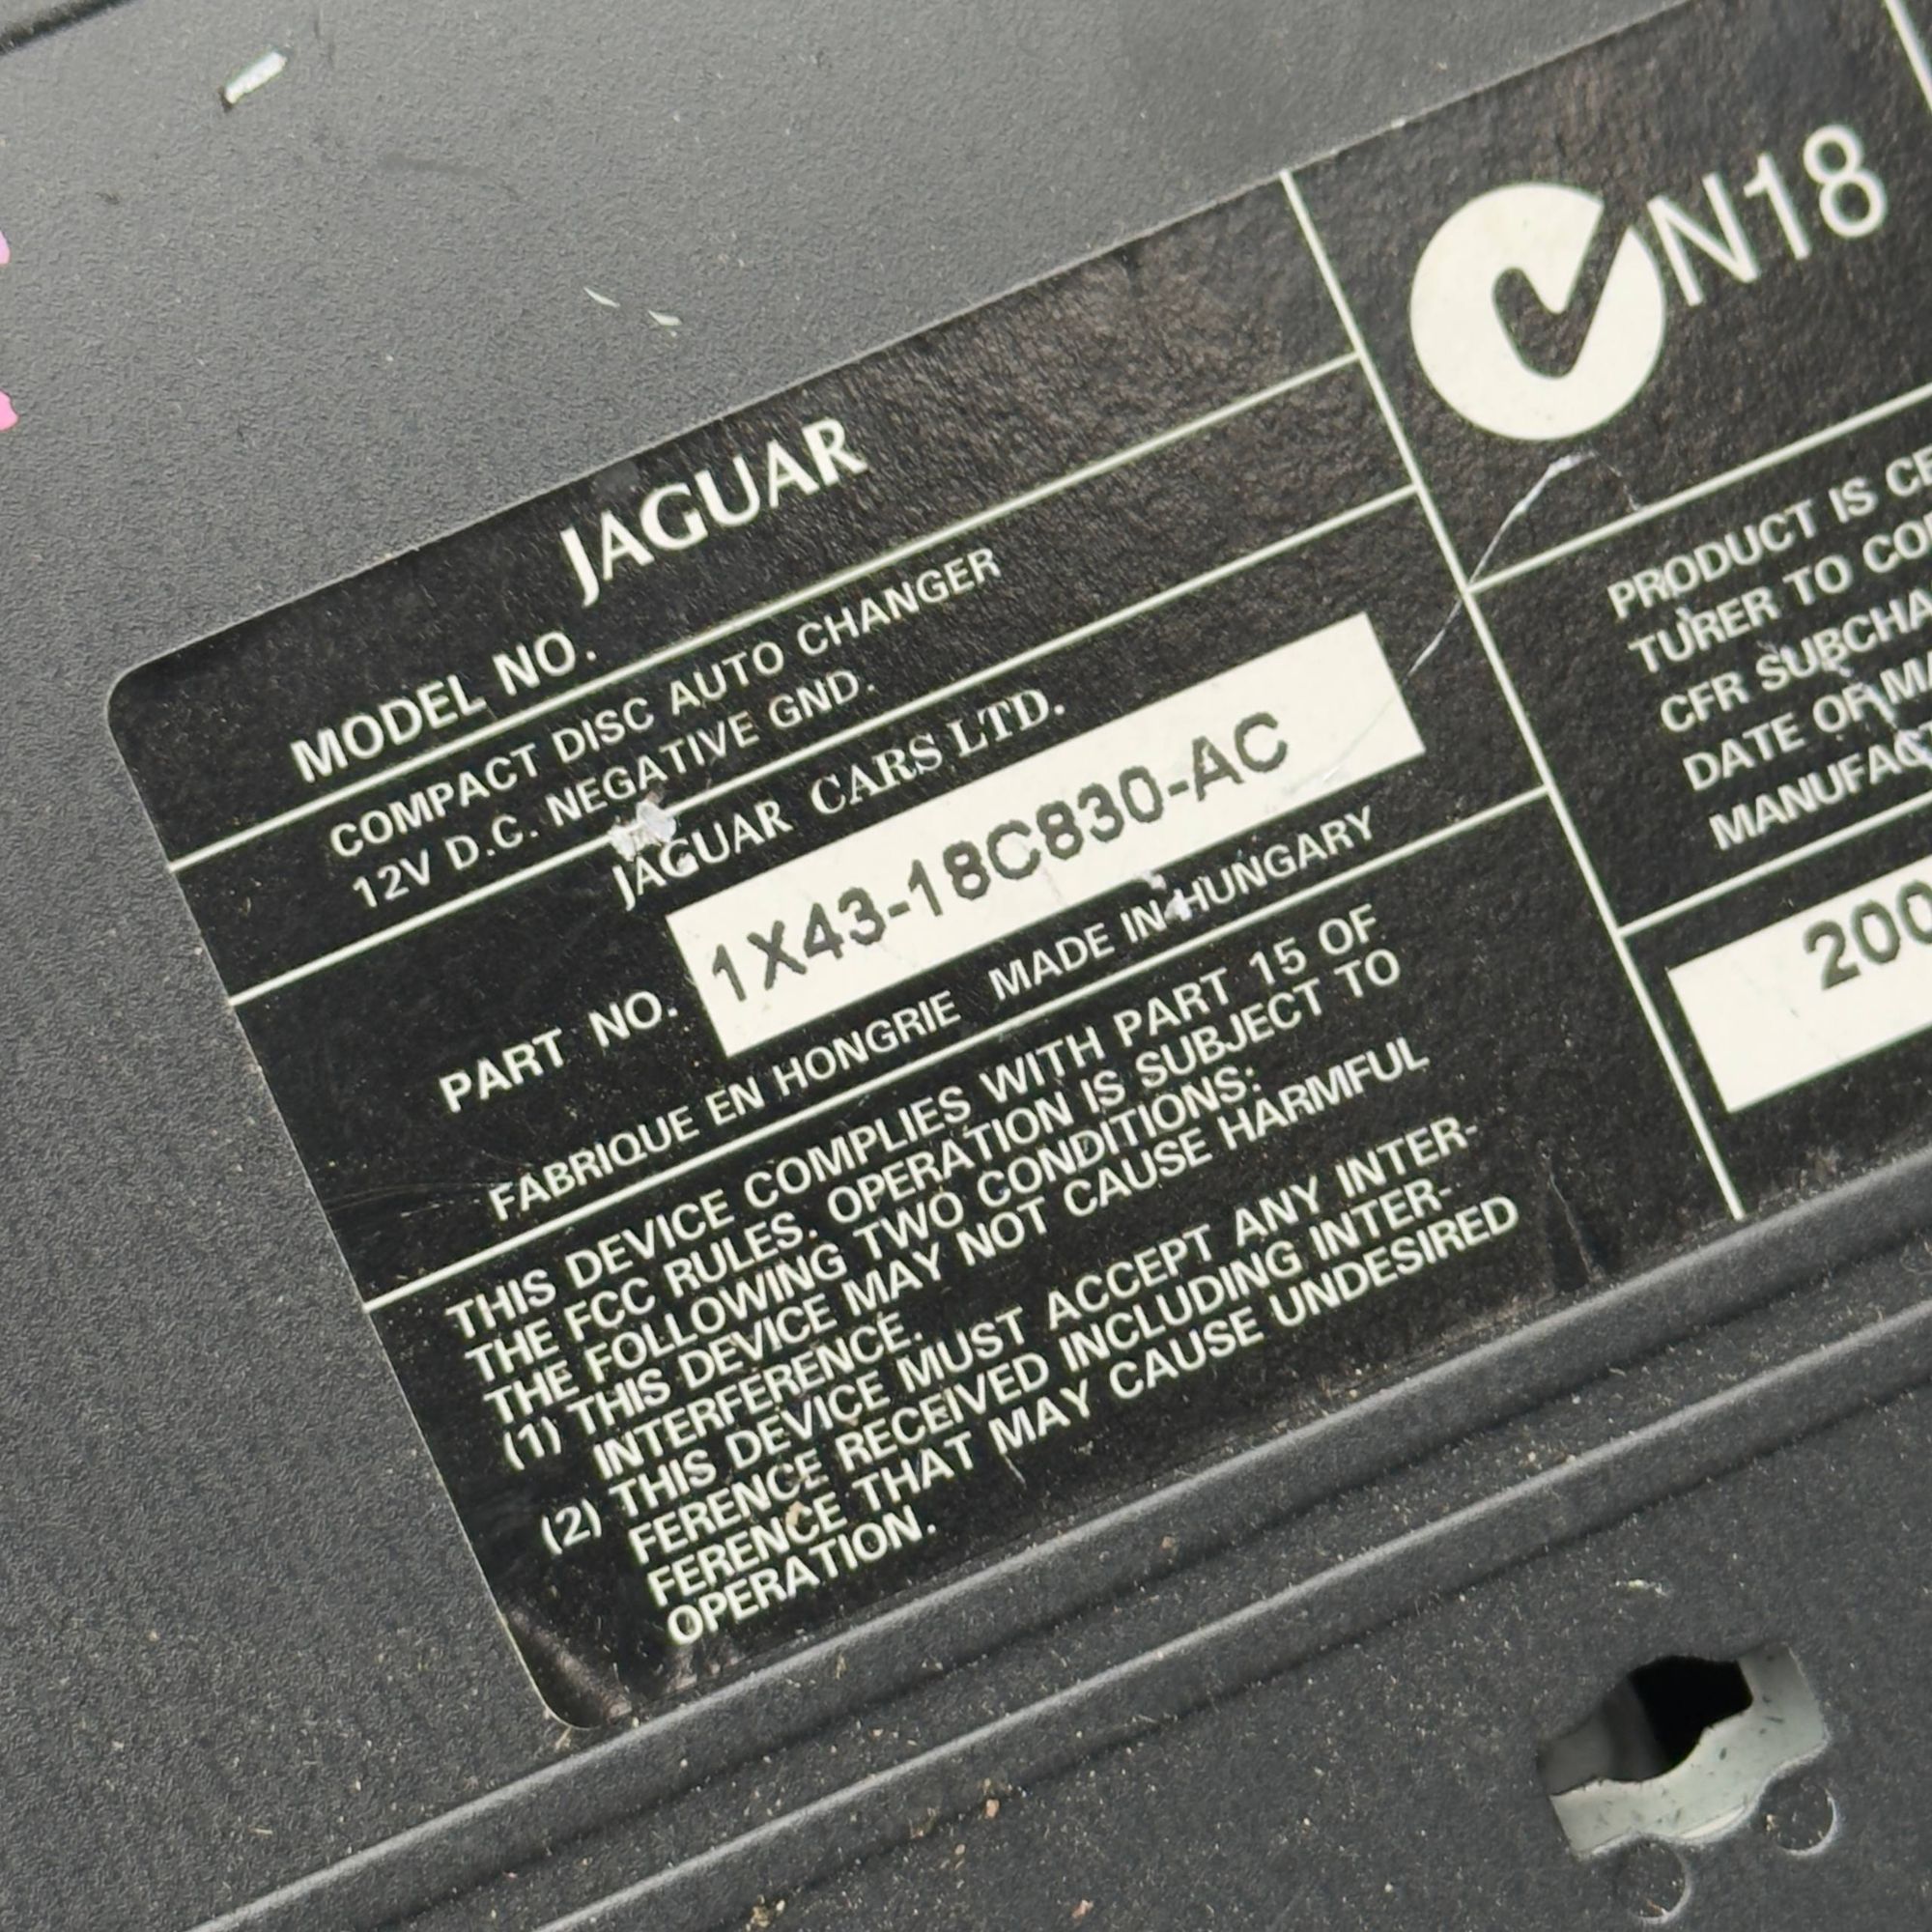 JAGUAR
MODEL NO.
COMPACT DISC AUTO CHANGER
12V D.C. NEGATIVE GND.
JAGUAR CARS LTD.
PART NO. 1X43-18C830-AC
FABRIQUE EN HONGRIE MADE IN HUNGARY
THIS DEVICE COMPLIES WITH PART 15 OF
THE FCC RULES. OPERATION IS SUBJECT TO
THE FOLLOWING TWO CONDITIONS:
(1) THIS DEVICE MAY NOT CAUSE HARMFUL
INTERFERENCE.
(2) THIS DEVICE MUST ACCEPT ANY INTER-
FERENCE RECEIVED INCLUDING INTER-
FERENCE THAT MAY CAUSE UNDESIRED
OPERATION.
N18
PRODUCT IS
TURER TO
CFR
DATE OF
200